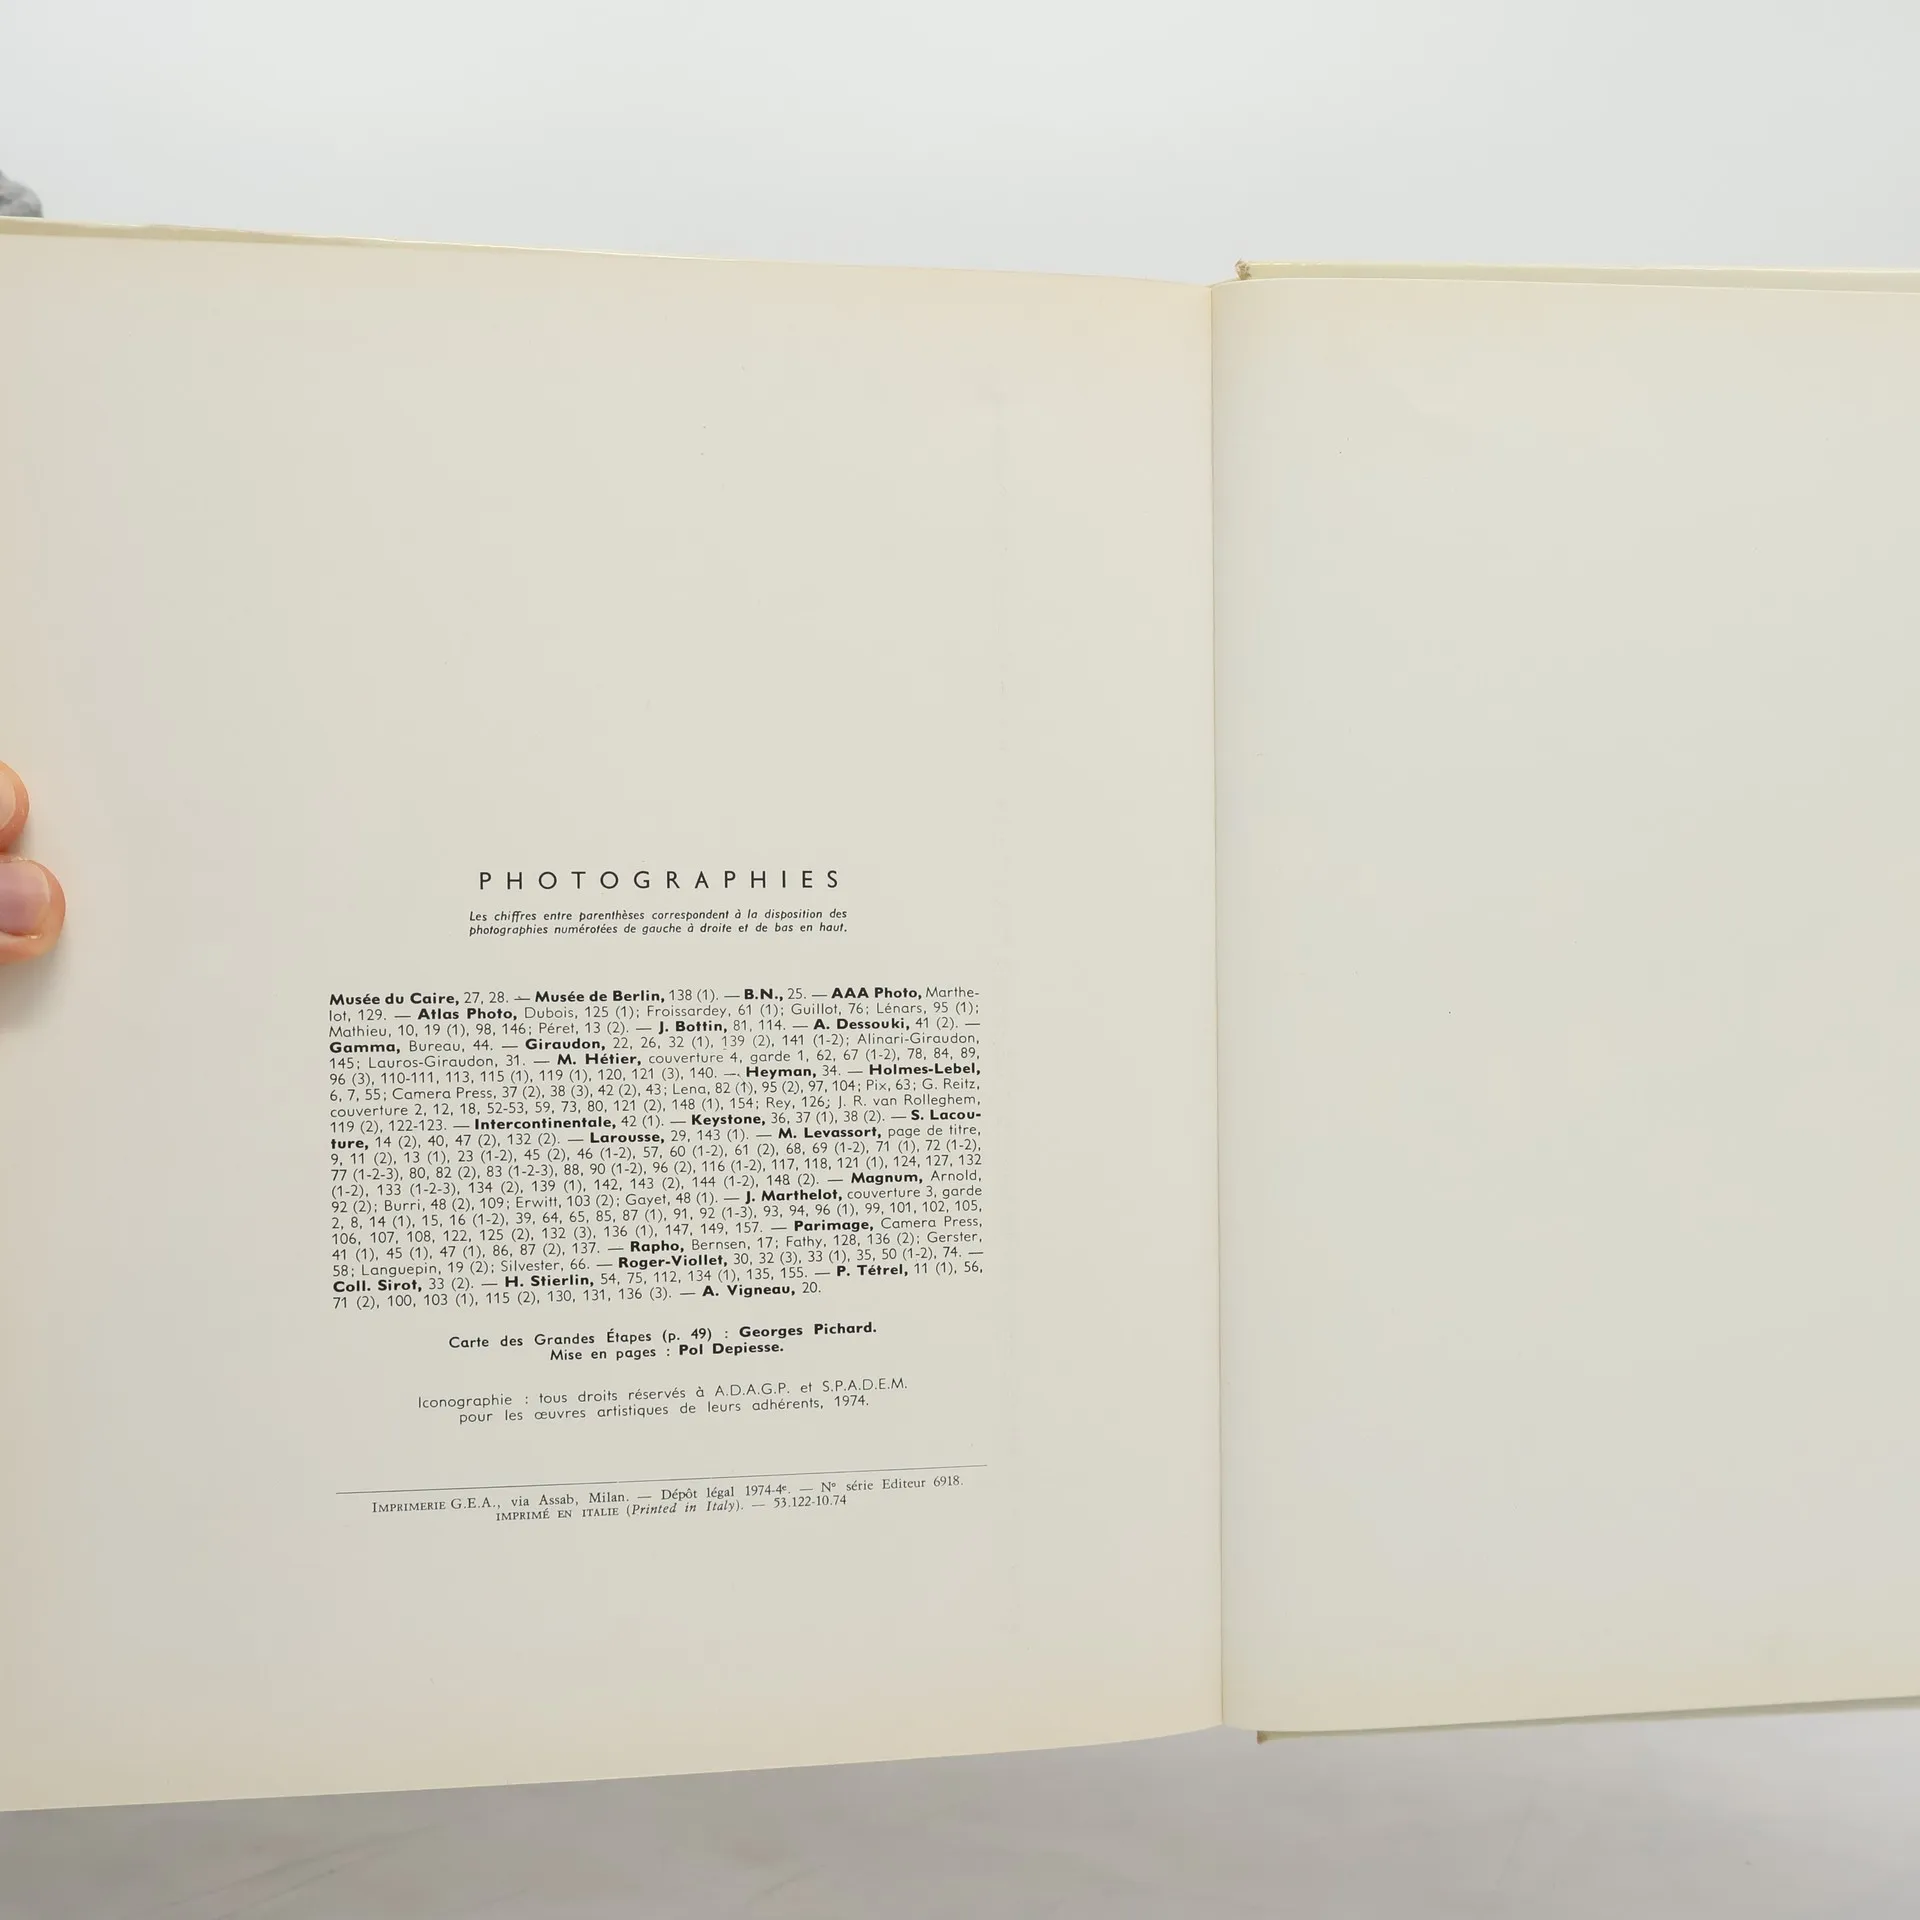 PHOTOGRAPHIES
Les chiffres entre parenthèses correspondent à la disposition des
photographies numérotées de gauche à droite et de bas en haut.
Musée du Caire, 27, 28. — Musée de Berlin, 138 (1). — B.N., 25. — AAA Photo, Marthe-
lot, 129. — Atlas Photo, Dubois, 125 (1); Froissardey, 61 (1); Guillot, 76; Lénars, 95 (1);
Mathieu, 10, 19 (1), 98, 146; Péret, 13 (2). — J. Bottin, 81, 114. — A. Dessouki, 41 (2). —
Gamma, Bureau, 44. — Giraudon, 22, 26, 32 (1), 139 (2), 141 (1-2); Alinari-Giraudon,
145; Lauros-Giraudon, 31. — M. Hétier, couverture 4, garde 1, 62, 67 (1-2), 78, 84, 89,
96 (3), 110-111, 113, 115 (1), 119 (1), 120, 121 (3), 140. —. Heyman, 34. — Holmes-Lebel,
6, 7, 55; Camera Press, 37 (2), 38 (3), 42 (2), 43; Lena, 82 (1), 95 (2), 97, 104; Pix, 63; G. Reitz,
couverture 2, 12, 18, 52-53, 59, 73, 80, 121 (2), 148 (1), 154; Rey, 126; J. R. van Rolleghem,
119 (2), 122-123. — Intercontinentale, 42 (1). — Keystone, 36, 37 (1), 38 (2). — S. Lacou-
ture, 14 (2), 40, 47 (2), 132 (2). — Larousse, 29, 143 (1). — M. Levassort, page de titre,
9, 11 (2), 13 (1), 23 (1-2), 45 (2), 46 (1-2), 57, 60 (1-2), 61 (2), 68, 69 (1-2), 71 (1), 72 (1-2),
77 (1-2-3), 80, 82 (2), 83 (1-2-3), 88, 90 (1-2), 96 (2), 116 (1-2), 117, 118, 121 (1), 124, 127, 132
(1-2), 133 (1-2-3), 134 (2), 139 (1), 142, 143 (2), 144 (1-2), 148 (2). — Magnum, Arnold,
92 (2); Burri, 48 (2), 109; Erwitt, 103 (2); Gayet, 48 (1). — J. Marthelot, couverture 3, garde
2, 8, 14 (1), 15, 16 (1-2), 39, 64, 65, 85, 87 (1), 91, 92 (1-3), 93, 94, 96 (1), 99, 101, 102, 105,
106, 107, 108, 122, 125 (2), 132 (3), 136 (1), 147, 149, 157. — Parimage, Camera Press,
41 (1), 45 (1), 47 (1), 86, 87 (2), 137. — Rapho, Bernsen, 17; Fathy, 128, 136 (2); Gerster,
58; Languepin, 19 (2); Silvester, 66. — Roger-Viollet, 30, 32 (3), 33 (1), 35, 50 (1-2), 74. —
Coll. Sirot, 33 (2). — H. Stierlin, 54, 75, 112, 134 (1), 135, 155. — P. Tétrel, 11 (1), 56,
71 (2), 100, 103 (1), 115 (2), 130, 131, 136 (3). — A. Vigneau, 20.
Carte des Grandes Étapes (p. 49) : Georges Pichard.
Mise en pages : Pol Depiesse.
Iconographie : tous droits réservés à A.D.A.G.P. et S.P.A.D.E.M.
pour les œuvres artistiques de leurs adhérents, 1974.
IMPRIMERIE G.E.A., via Assab, Milan. — Dépôt légal 1974-4e. — N° série Editeur 6918.
IMPRIMÉ EN ITALIE (Printed in Italy). — 53.122-10.74